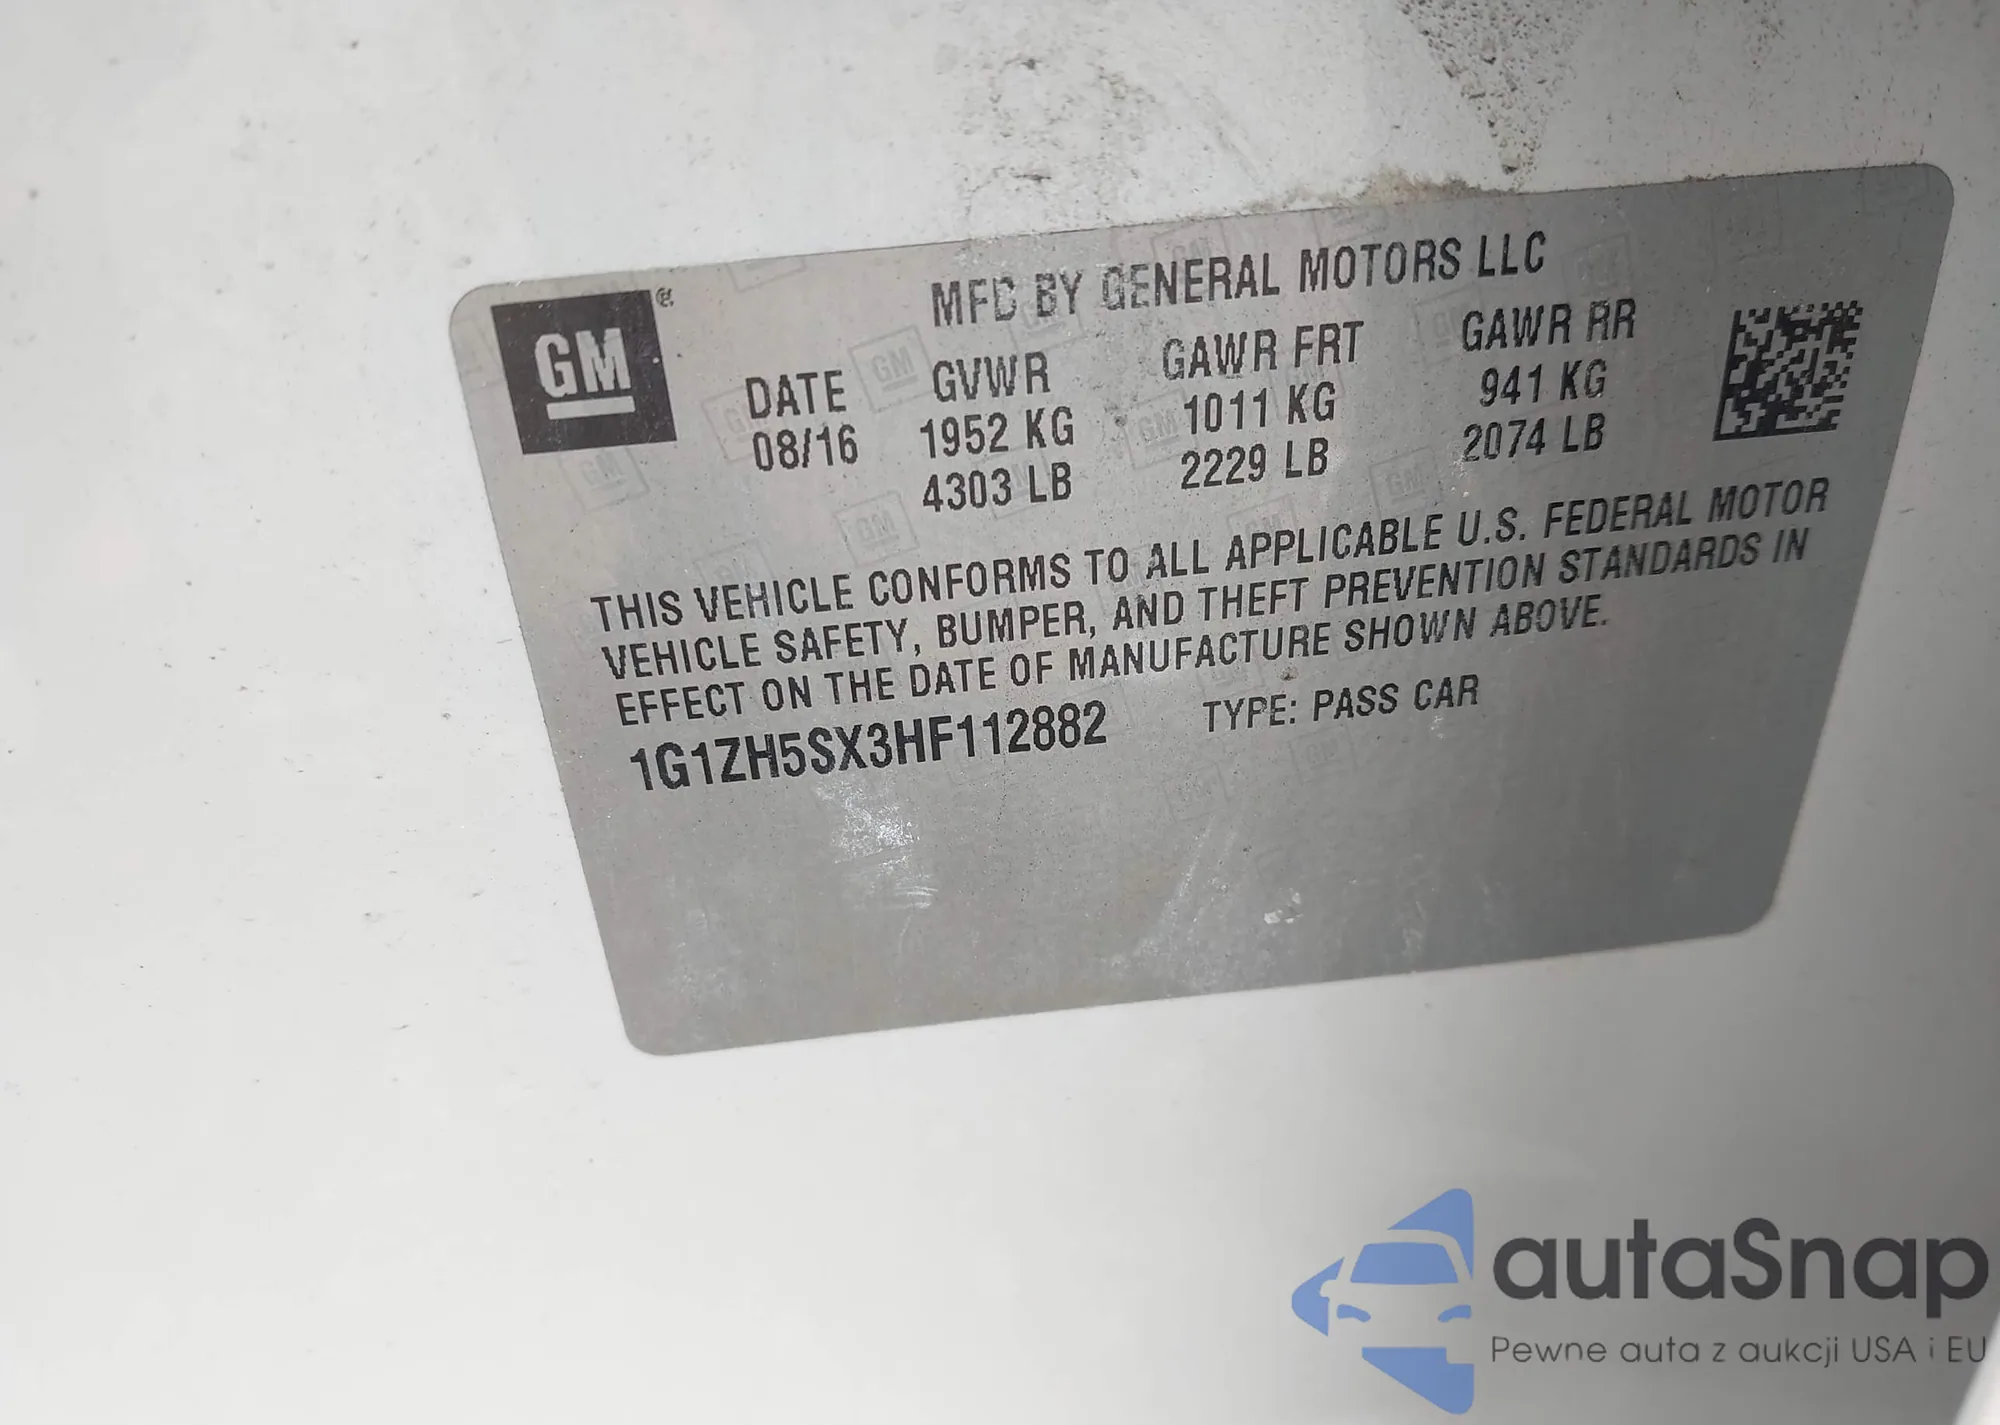 GM
MFD BY GENERAL MOTORS LLC
DATE GVWR GAWR FRT GAWR RR
08/16 1952 KG 1011 KG 941 KG
4303 LB 2229 LB 2074 LB
THIS VEHICLE CONFORMS TO ALL APPLICABLE U.S. FEDERAL MOTOR
VEHICLE SAFETY, BUMPER, AND THEFT PREVENTION STANDARDS IN
EFFECT ON THE DATE OF MANUFACTURE SHOWN ABOVE.
1G1ZH5SX3HF112882 TYPE: PASS CAR
autaSnap
Pewne auta z aukcji USA i EU